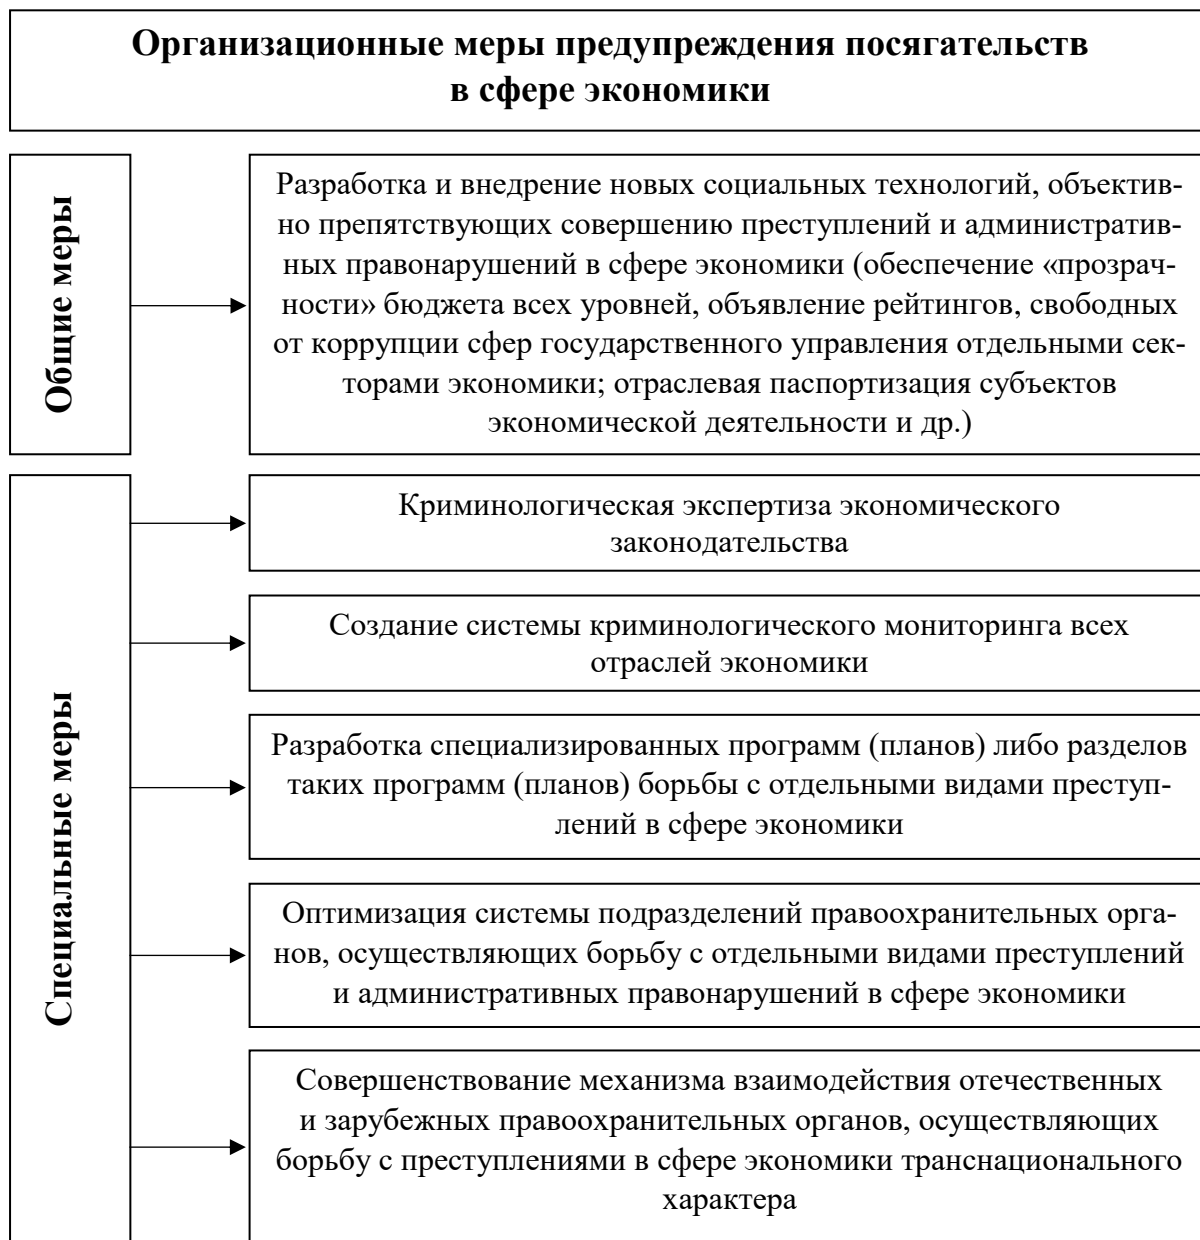 Организационные меры предупреждения посягательств
в сфере экономики
Общие меры
Разработка и внедрение новых социальных технологий, объектив-
но препятствующих совершению преступлений и административ-
ных правонарушений в сфере экономики (обеспечение «прозрач-
ности» бюджета всех уровней, объявление рейтингов, свободных
от коррупции сфер государственного управления отдельными сек-
торами экономики; отраслевая паспортизация субъектов
экономической деятельности и др.)
Специальные меры
Криминологическая экспертиза экономического
законодательства
Создание системы криминологического мониторинга всех
отраслей экономики
Разработка специализированных программ (планов) либо разделов
таких программ (планов) борьбы с отдельными видами преступ-
лений в сфере экономики
Оптимизация системы подразделений правоохранительных орга-
нов, осуществляющих борьбу с отдельными видами преступлений
и административных правонарушений в сфере экономики
Совершенствование механизма взаимодействия отечественных
и зарубежных правоохранительных органов, осуществляющих
борьбу с преступлениями в сфере экономики транснационального
характера